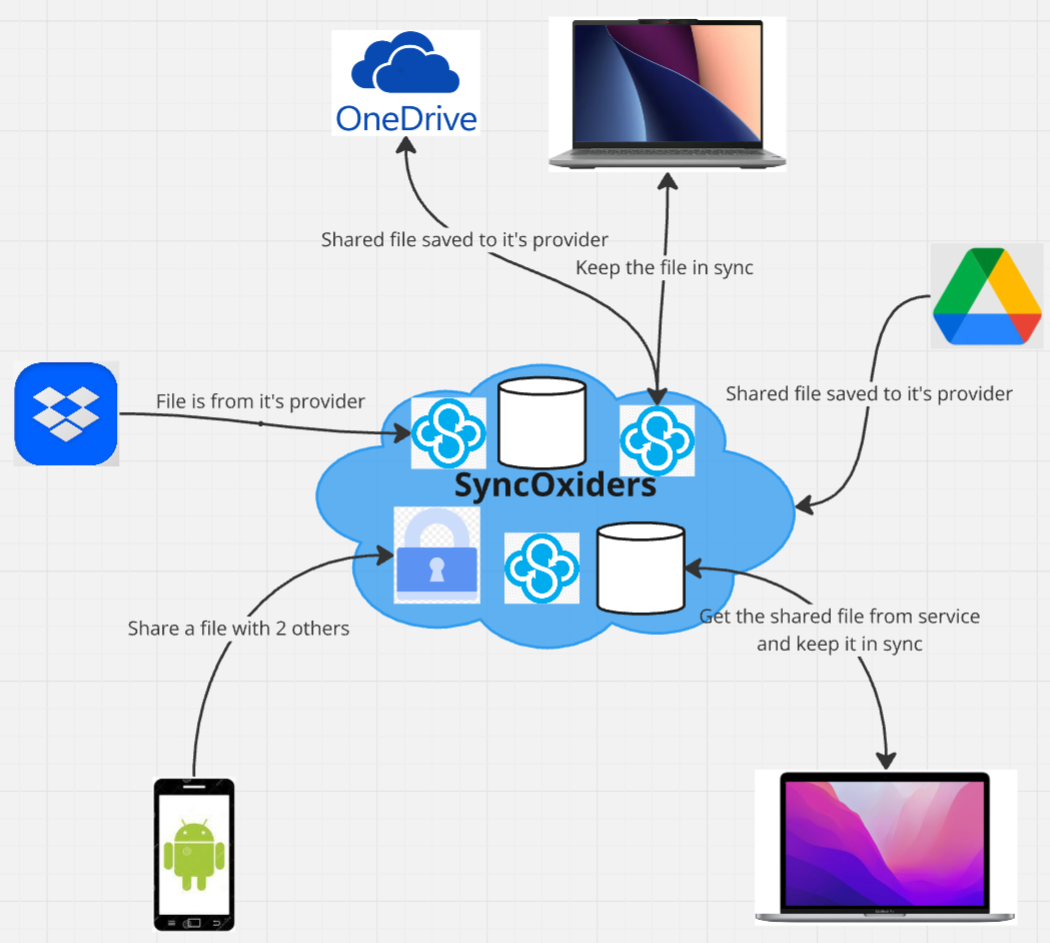 OneDrive
Shared file saved to it's provider
Keep the file in sync
Shared file saved to it's provider
File is from it's provider
SyncOxiders
Share a file with 2 others
Get the shared file from service
and keep it in sync